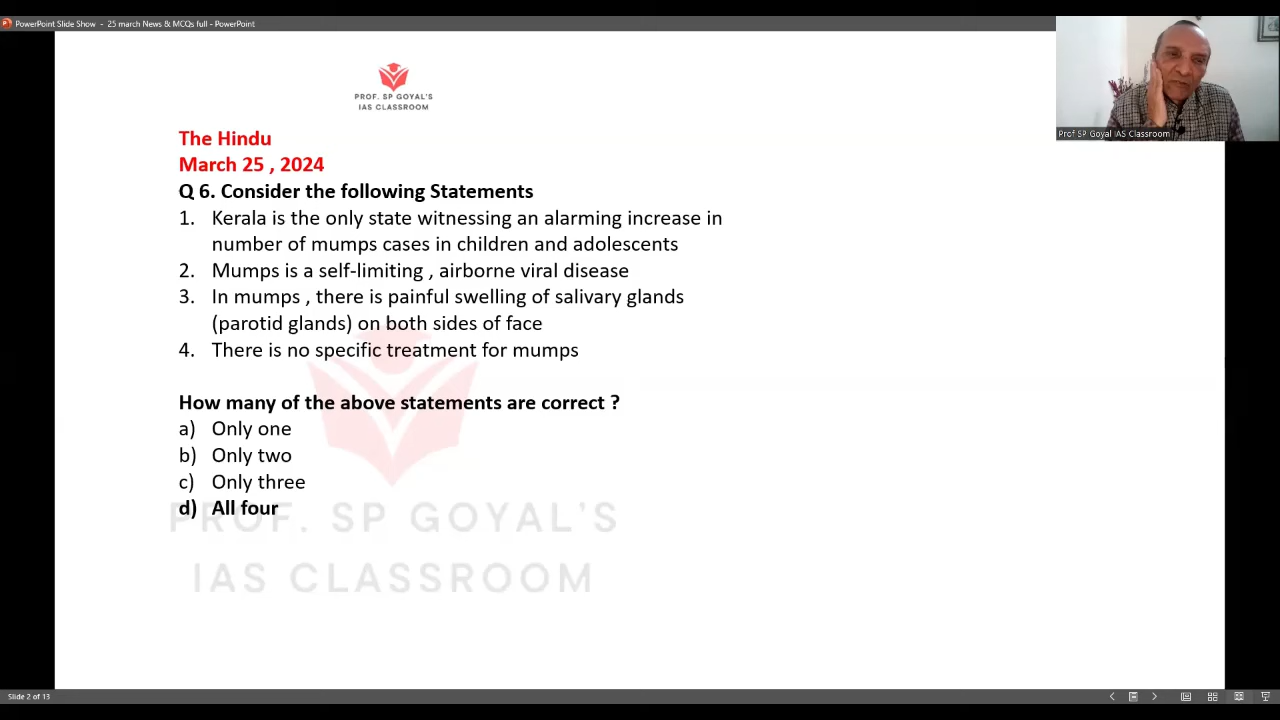 PowerPoint Slide Show - 25 march News & MCQs full - PowerPoint
PROF. SP GOYAL'S
IAS CLASSROOM
Prof SP Goyal IAS Classroom
The Hindu
March 25 , 2024
Q 6. Consider the following Statements
1. Kerala is the only state witnessing an alarming increase in
number of mumps cases in children and adolescents
2. Mumps is a self-limiting , airborne viral disease
3. In mumps , there is painful swelling of salivary glands
(parotid glands) on both sides of face
4. There is no specific treatment for mumps
How many of the above statements are correct ?
a) Only one
b) Only two
c) Only three
d) All four
PROF. SP GOYAL'S
IAS CLASSROOM
Slide 2 of 13